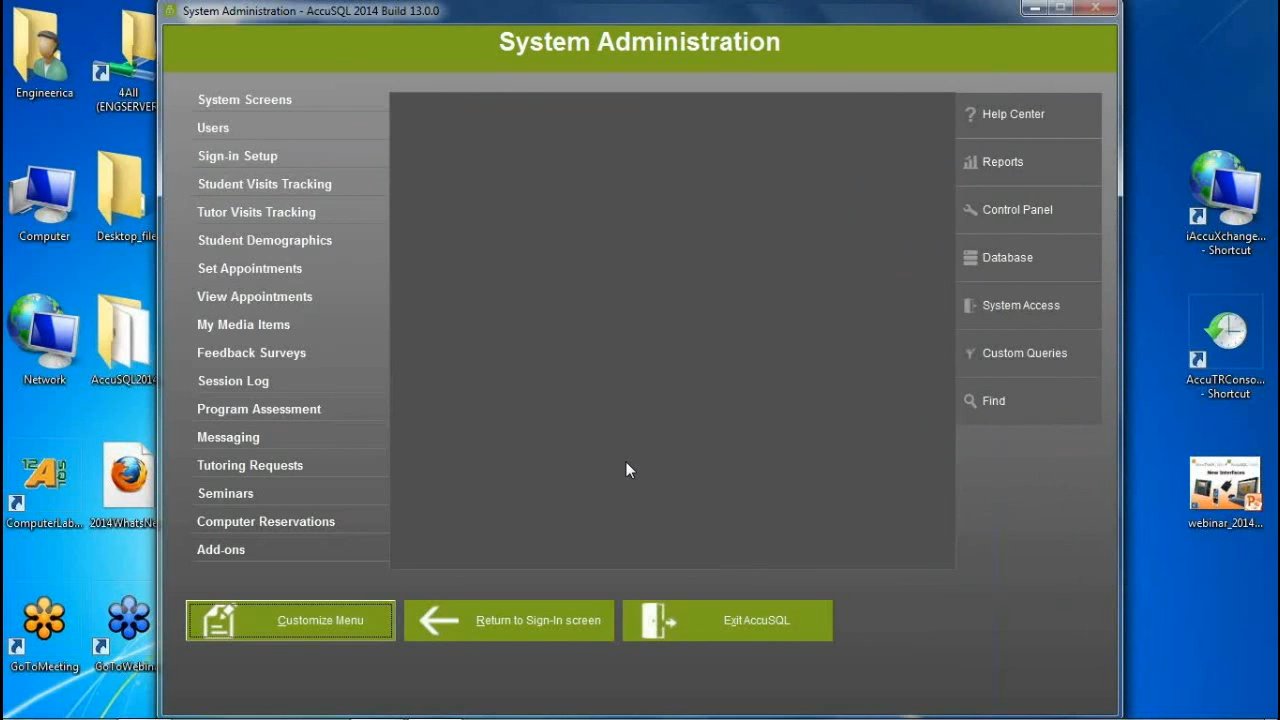 System Administration - AccuSQL 2014 Build 13.0.0
System Administration
System Screens
Users
Sign-in Setup
Student Visits Tracking
Tutor Visits Tracking
Student Demographics
Set Appointments
View Appointments
My Media Items
Feedback Surveys
Session Log
Program Assessment
Messaging
Tutoring Requests
Seminars
Computer Reservations
Add-ons
Help Center
Reports
Control Panel
Database
System Access
Custom Queries
Find
Customize Menu
Return to Sign-In screen
Exit AccuSQL
Engineerica
4All
(ENGSERVER
Computer
Desktop_file
Network
AccuSQL2014
ComputerLab...
2014WhatsNe
GoToMeeting
GoToWebin
iAccuXchange...
- Shortcut
AccuTRConso...
- Shortcut
New Interfaces
webinar_2014...